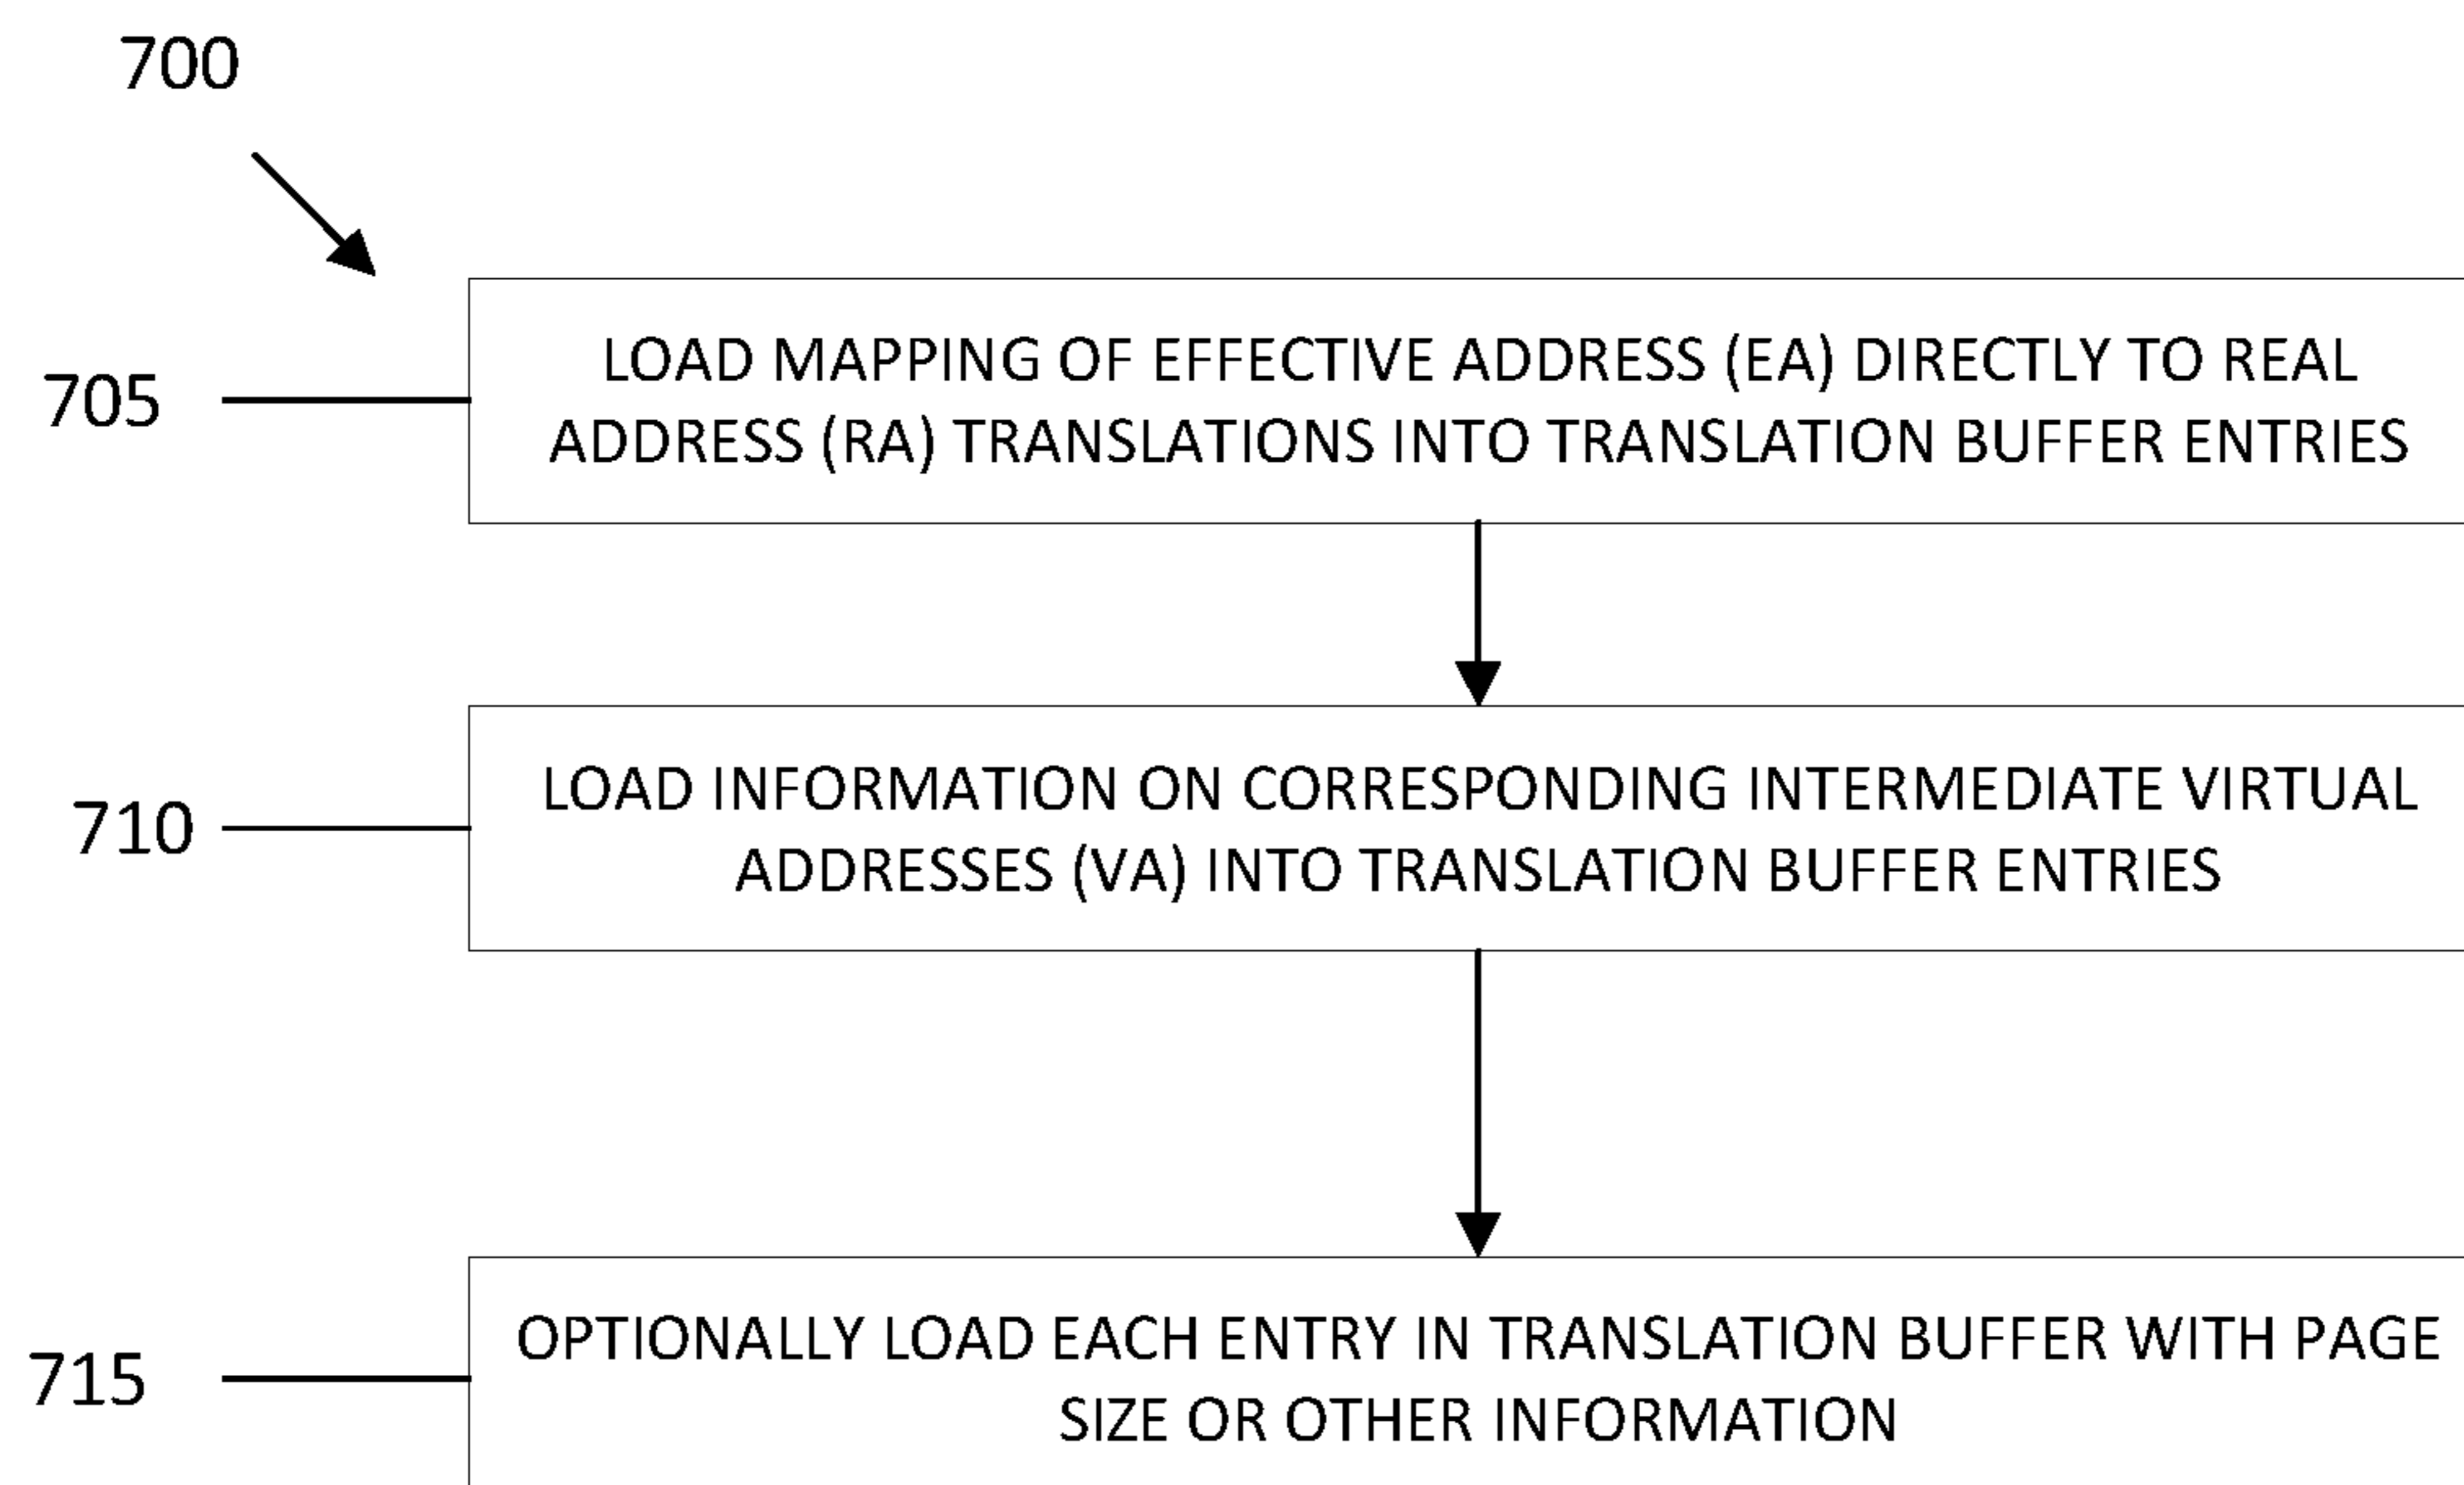 700
705
LOAD MAPPING OF EFFECTIVE ADDRESS (EA) DIRECTLY TO REAL
ADDRESS (RA) TRANSLATIONS INTO TRANSLATION BUFFER ENTRIES
710
LOAD INFORMATION ON CORRESPONDING INTERMEDIATE VIRTUAL
ADDRESSES (VA) INTO TRANSLATION BUFFER ENTRIES
715
OPTIONALLY LOAD EACH ENTRY IN TRANSLATION BUFFER WITH PAGE
SIZE OR OTHER INFORMATION